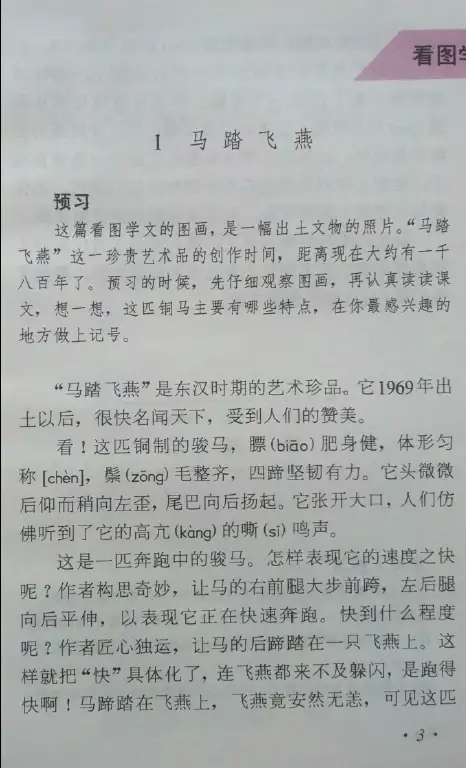 看图学
1 马踏飞燕
预习
这篇看图学文的图画，是一幅出土文物的照片。“马踏
飞燕”这一珍贵艺术品的创作时间，距离现在大约有一千
八百年了。预习的时候，先仔细观察图画，再认真读读课
文，想一想，这匹铜马主要有哪些特点，在你最感兴趣的
地方做上记号。
“马踏飞燕”是东汉时期的艺术珍品。它1969年出
土以后，很快名闻天下，受到人们的赞美。
看！这匹铜制的骏马，膘(biāo)肥身健，体形匀
称[chèn]，鬃(zōng)毛整齐，四蹄坚韧有力。它头微微
后仰而稍向左歪，尾巴向后扬起。它张开大口，人们仿
佛听到了它的高亢(kàng)的嘶(sī)鸣声。
这是一匹奔跑中的骏马。怎样表现它的速度之快
呢？作者构思奇妙，让马的右前腿大步前跨，左后腿
向后平伸，以表现它正在快速奔跑。快到什么程度
呢？作者匠心独运，让马的后蹄踏在一只飞燕上。这
样就把“快”具体化了，连飞燕都来不及躲闪，是跑得
快啊！马蹄踏在飞燕上，飞燕竟安然无恙，可见这匹
·3·